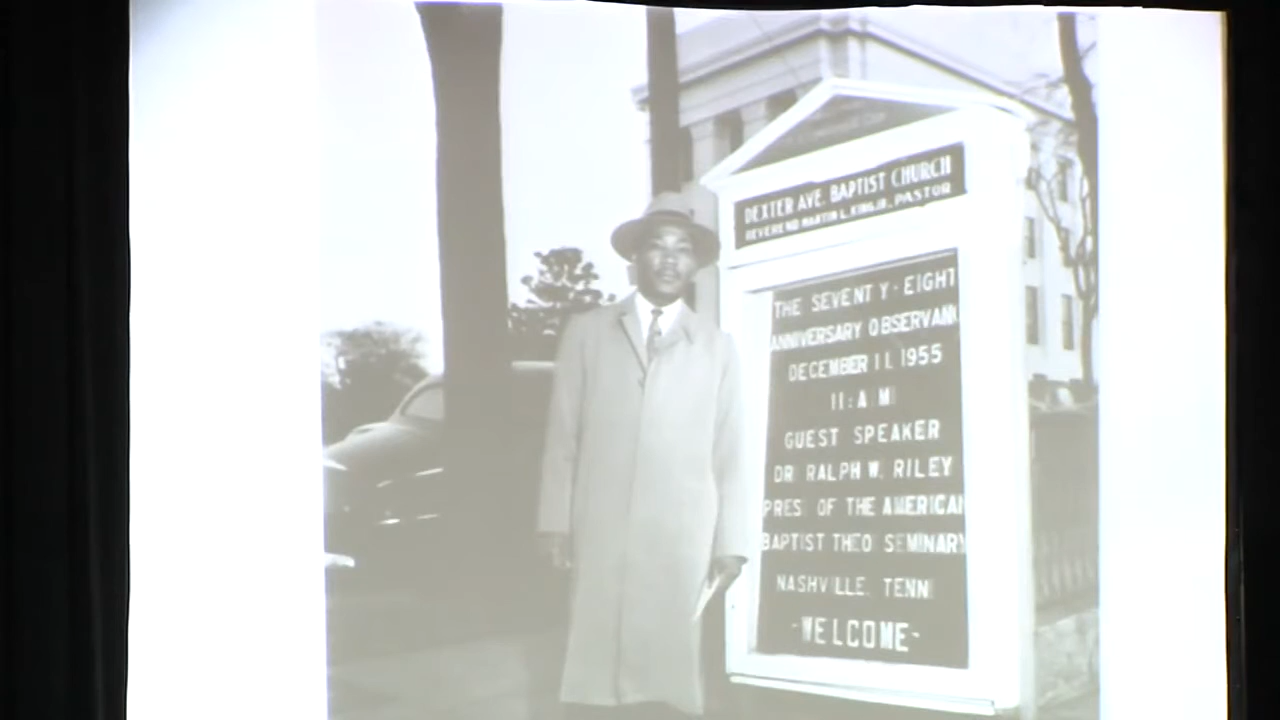 DEXTER AVE. BAPTIST CHURCH
REVEREND MARTIN L. KING, JR., PASTOR
THE SEVENTY-EIGHT
ANNIVERSARY OBSERVAN
DECEMBER 11, 1955
11:A M
GUEST SPEAKER
DR RALPH W. RILEY
PRES OF THE AMERICAN
BAPTIST THEO SEMINARY
NASHVILLE TENN
-WELCOME-